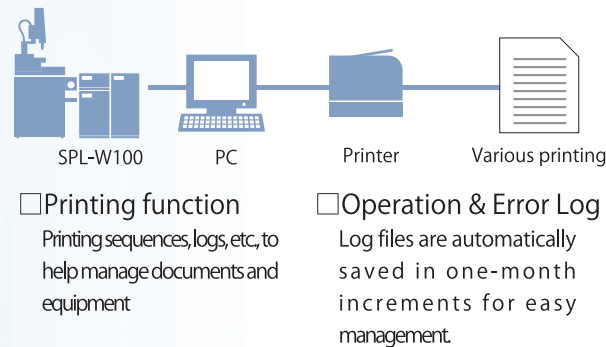 SPL-W100
PC
Printer
Various printing
□Printing function
Printing sequences, logs, etc., to
help manage documents and
equipment
□Operation & Error Log
Log files are automatically
saved in one-month
increments for easy
management.